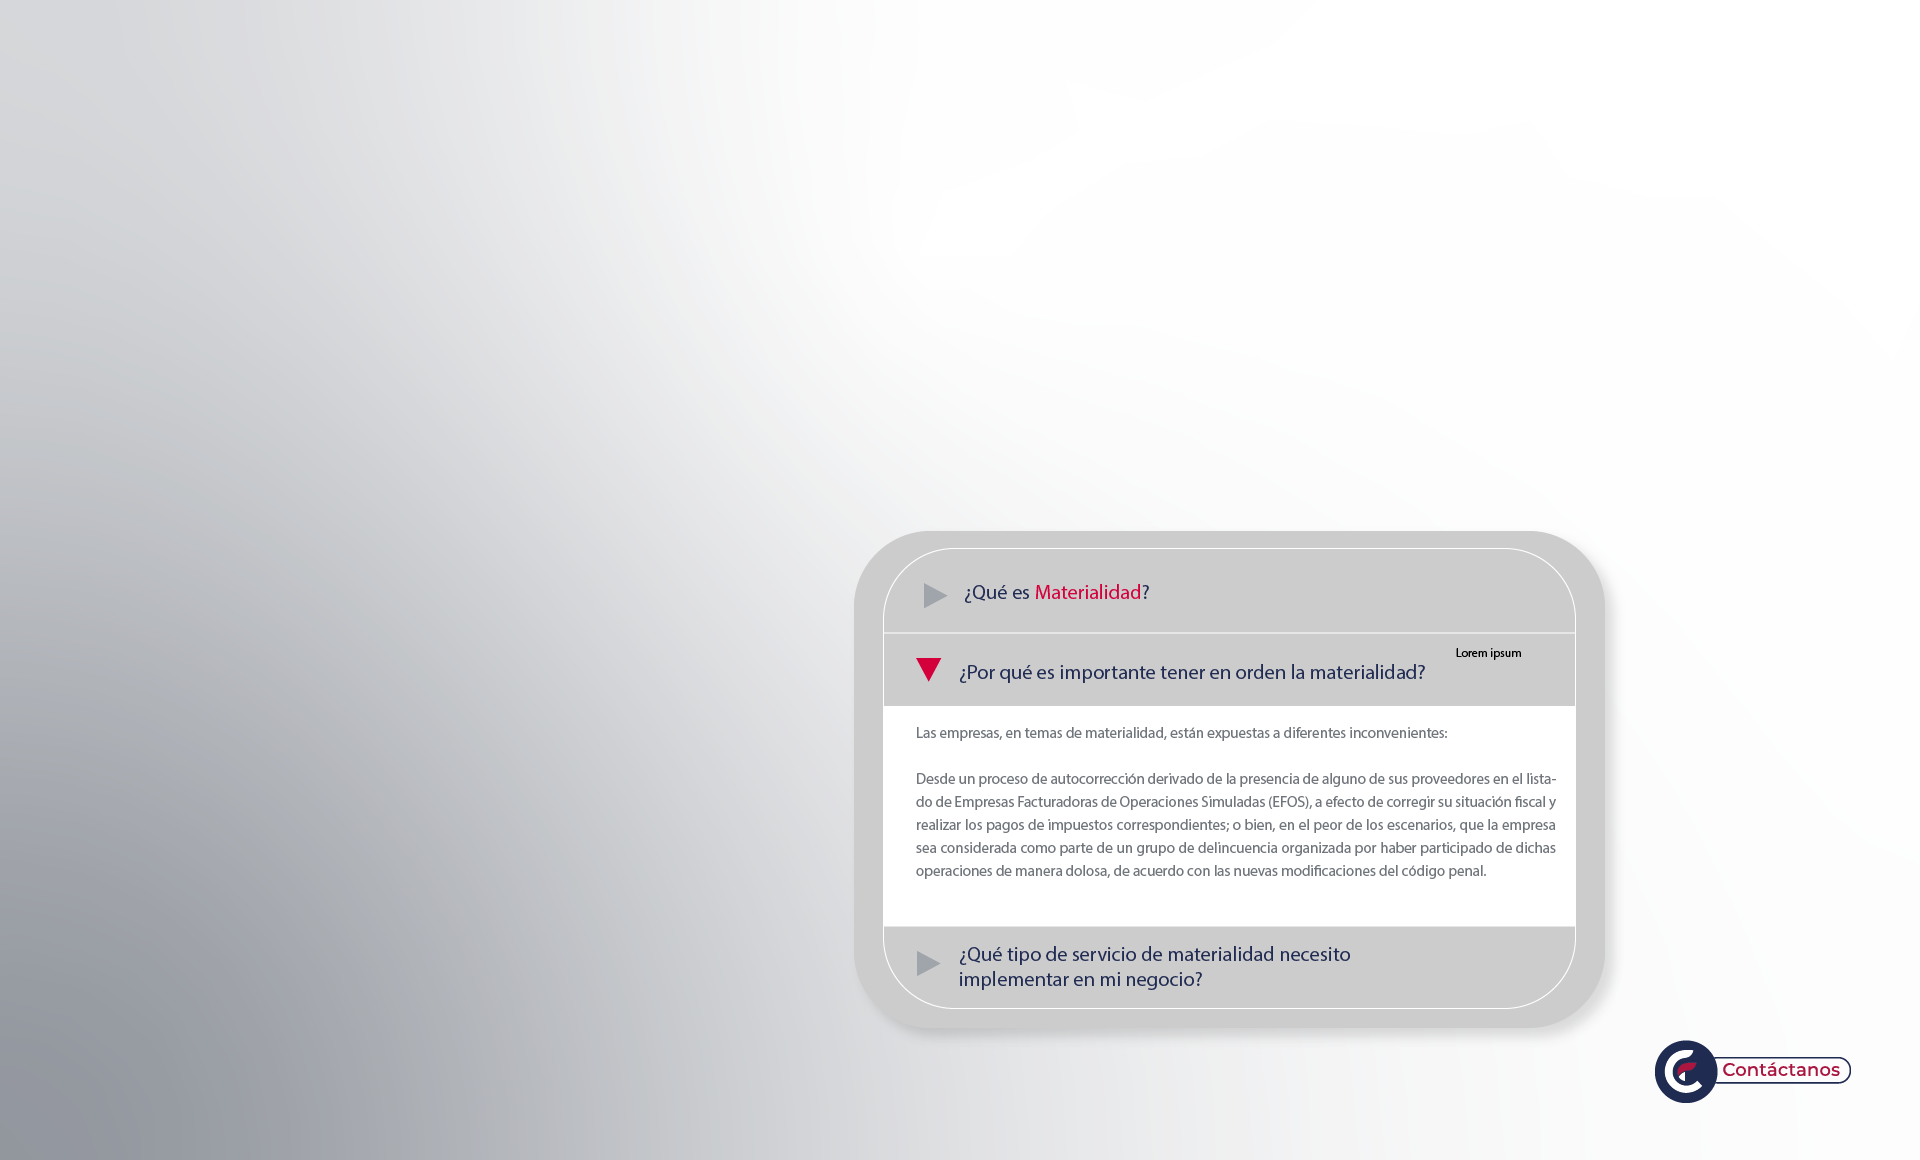 ¿Qué es Materialidad?
Lorem ipsum
¿Por qué es importante tener en orden la materialidad?
Las empresas, en temas de materialidad, están expuestas a diferentes inconvenientes:
Desde un proceso de autocorrección derivado de la presencia de alguno de sus proveedores en el lista-
do de Empresas Facturadoras de Operaciones Simuladas (EFOS), a efecto de corregir su situación fiscal y
realizar los pagos de impuestos correspondientes; o bien, en el peor de los escenarios, que la empresa
sea considerada como parte de un grupo de delincuencia organizada por haber participado de dichas
operaciones de manera dolosa, de acuerdo con las nuevas modificaciones del código penal.
¿Qué tipo de servicio de materialidad necesito
implementar en mi negocio?
Contáctanos